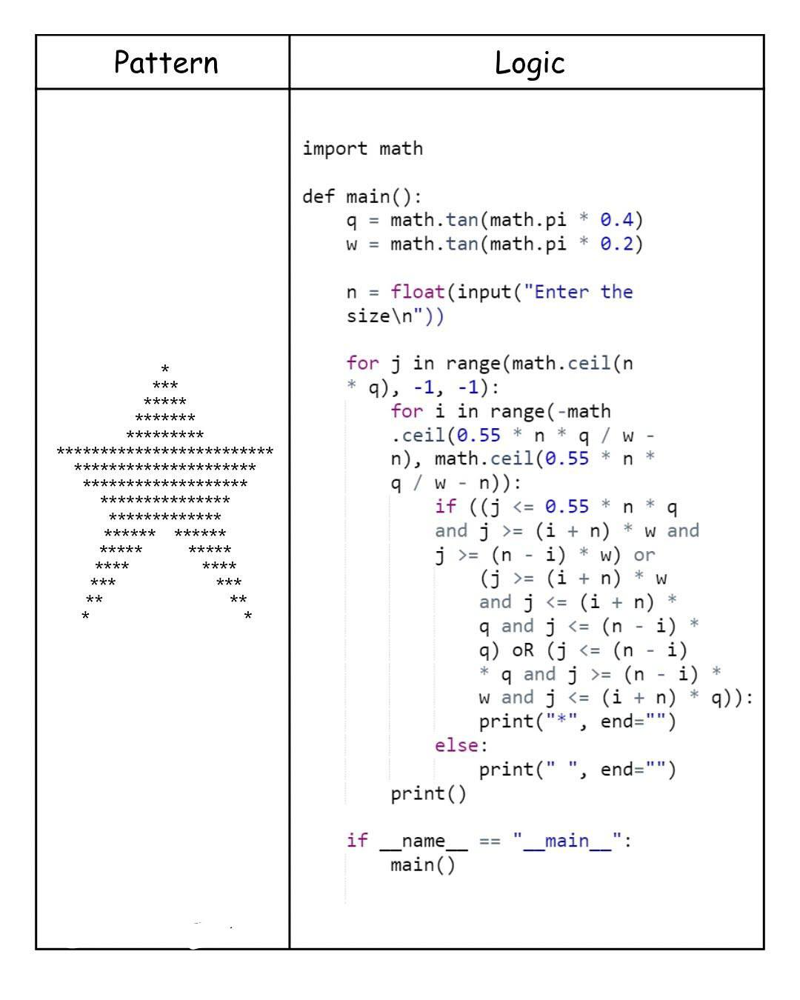 Pattern
Logic
*
***
*****
*******
*********
*************************
*********************
*******************
***************
*************
****** ******
***** *****
**** ****
*** ***
** **
* *
import math
def main():
q = math.tan(math.pi * 0.4)
w = math.tan(math.pi * 0.2)
n = float(input("Enter the
size\n"))
for j in range(math.ceil(n
* q), -1, -1):
for i in range(-math
.ceil(0.55 * n * q / w -
n), math.ceil(0.55 * n *
q / w - n)):
if ((j <= 0.55 * n * q
and j >= (i + n) * w and
j >= (n - i) * w) or
(j >= (i + n) * w
and j <= (i + n) *
q and j <= (n - i) *
q) oR (j <= (n - i)
* q and j >= (n - i) *
w and j <= (i + n) * q)):
print("*", end="")
else:
print(" ", end="")
print()
if __name__ == "__main__":
main()